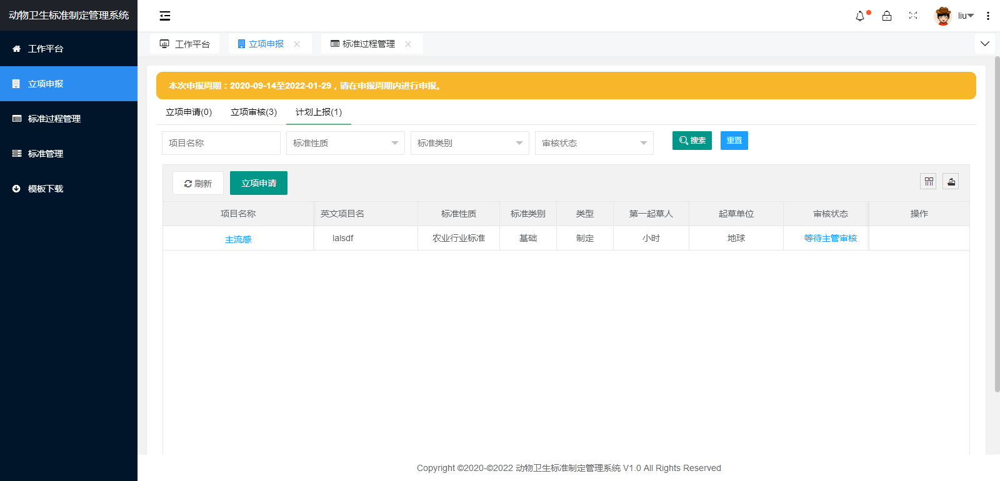 动物卫生标准制定管理系统
liu
工作平台
立项申报
标准过程管理
标准管理
模板下载
工作平台 立项申报 标准过程管理
本次申报周期：2020-09-14至2022-01-29，请在申报周期内进行申报。
立项申请(0) 立项审核(3) 计划上报(1)
项目名称 标准性质 标准类别 审核状态 搜索 重置
刷新 立项申请
项目名称 英文项目名 标准性质 标准类别 类型 第一起草人 起草单位 审核状态 操作
主流感 lalsdf 农业行业标准 基础 制定 小时 地球 等待主管审核
Copyright ©2020-©2022 动物卫生标准制定管理系统 V1.0 All Rights Reserved